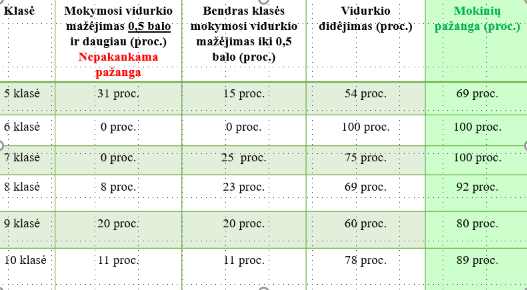 Klasė
Mokymosi vidurkio
mažėjimas 0,5 balo
ir daugiau (proc.)
Nepakankama
pažanga
Bendras klasės
mokymosi vidurkio
mažėjimas iki 0,5
balo (proc.)
Vidurkio
didėjimas (proc.)
Mokinių
pažanga (proc.)
5 klasė 31 proc. 15 proc. 54 proc. 69 proc.
6 klasė 0 proc. 0 proc. 100 proc. 100 proc.
7 klasė 0 proc. 25 proc. 75 proc. 100 proc.
8 klasė 8 proc. 23 proc. 69 proc. 92 proc.
9 klasė 20 proc. 20 proc. 60 proc. 80 proc.
10 klasė 11 proc. 11 proc. 78 proc. 89 proc.